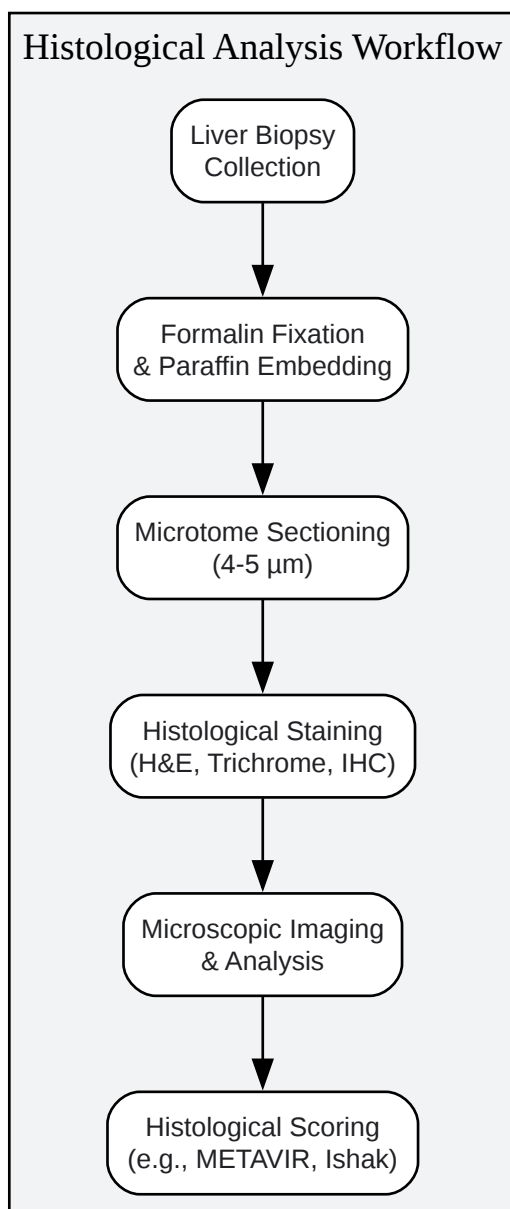 Histological Analysis Workflow
Liver Biopsy
Collection
Formalin Fixation
& Paraffin Embedding
Microtome Sectioning
(4-5 µm)
Histological Staining
(H&E, Trichrome, IHC)
Microscopic Imaging
& Analysis
Histological Scoring
(e.g., METAVIR, Ishak)